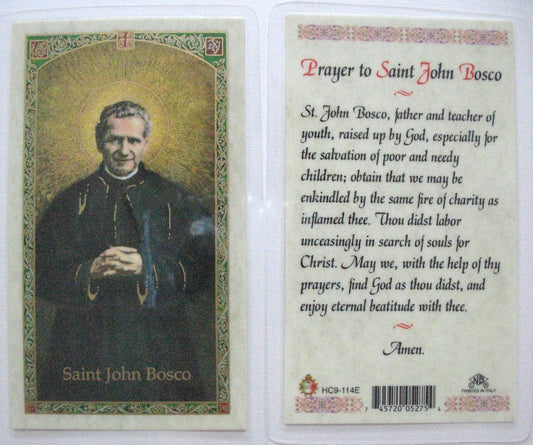 Saint John Bosco
Prayer to Saint John Bosco
St. John Bosco, father and teacher of
youth, raised up by God, especially for
the salvation of poor and needy
children; obtain that we may be
enkindled by the same fire of charity as
inflamed thee. Thou didst labor
unceasingly in search of souls for
Christ. May we, with the help of thy
prayers, find God as thou didst, and
enjoy eternal beatitude with thee.
Amen.
HC9-114E
7 45720 05275 4
PRINTED IN ITALY